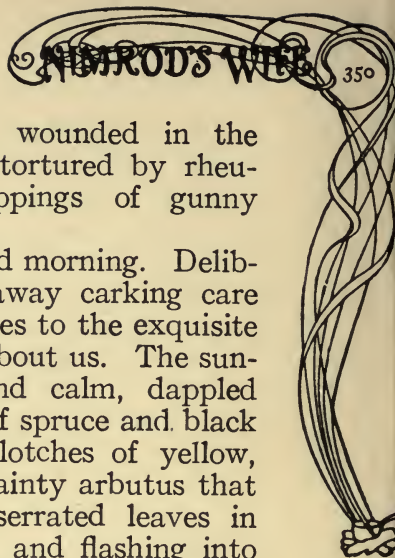 NIMROD'S WIFE
350
wounded in the
tortured by rheu-
ppings of gunny
d morning. Delib-
away carking care
es to the exquisite
bout us. The sun-
nd calm, dappled
f spruce and black
lotches of yellow,
ainty arbutus that
serrated leaves in
and flashing into